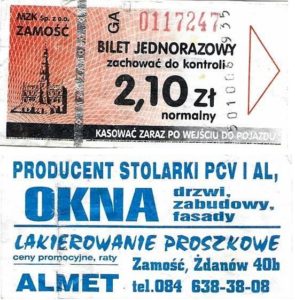 MZK Sp. z o.o.
ZAMOŚĆ
GA 0117247
BILET JEDNORAZOWY
zachować do kontroli
2,10 zł
normalny
KASOWAĆ ZARAZ PO WEJŚCIU DO POJAZDU
PRODUCENT STOLARKI PCV I AL,
OKNA drzwi,
zabudowy,
fasady
LAKIEROWANIE PROSZKOWE
ceny promocyjne, raty
Zamość, Żdanów 40b
ALMET tel.084 638-38-08